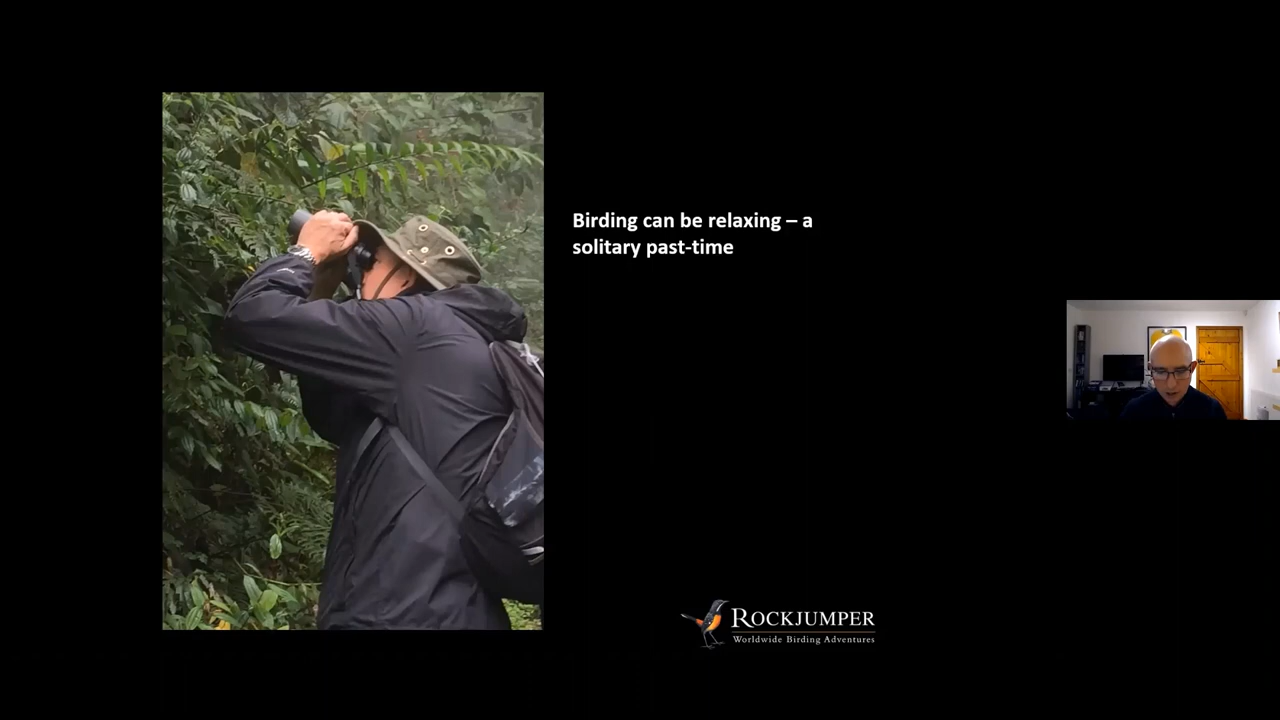 Birding can be relaxing – a
solitary past-time
ROCKJUMPER
Worldwide Birding Adventures